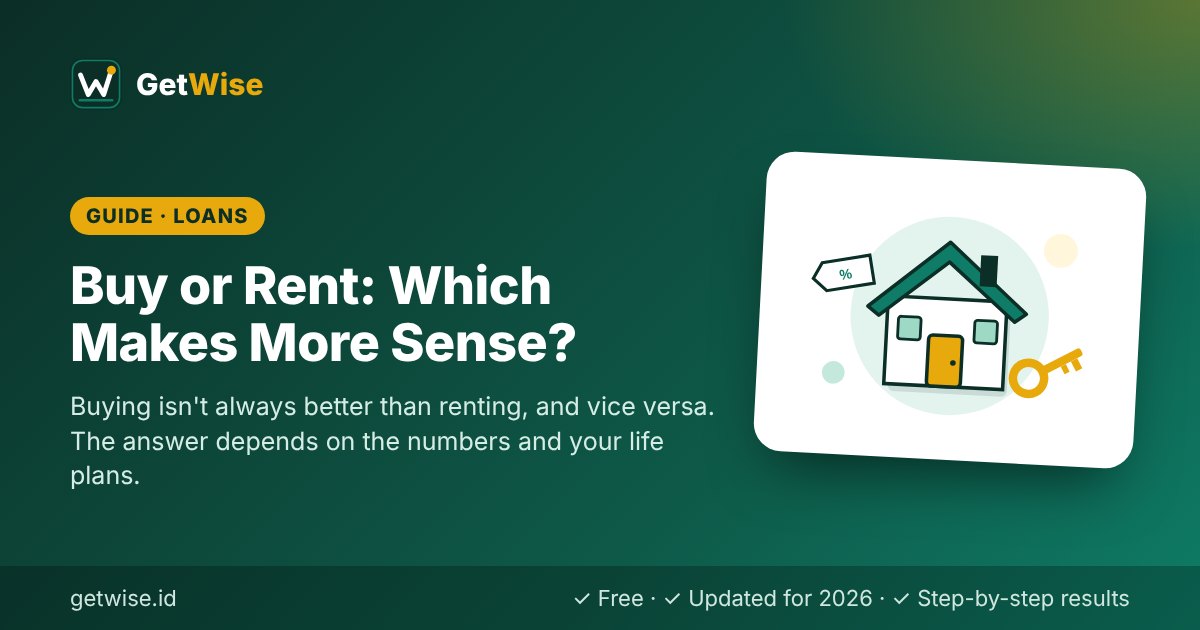 GetWise
GUIDE · LOANS
Buy or Rent: Which
Makes More Sense?
Buying isn't always better than renting, and vice versa.
The answer depends on the numbers and your life
plans.
%
getwise.id
✓ Free · ✓ Updated for 2026 · ✓ Step-by-step results